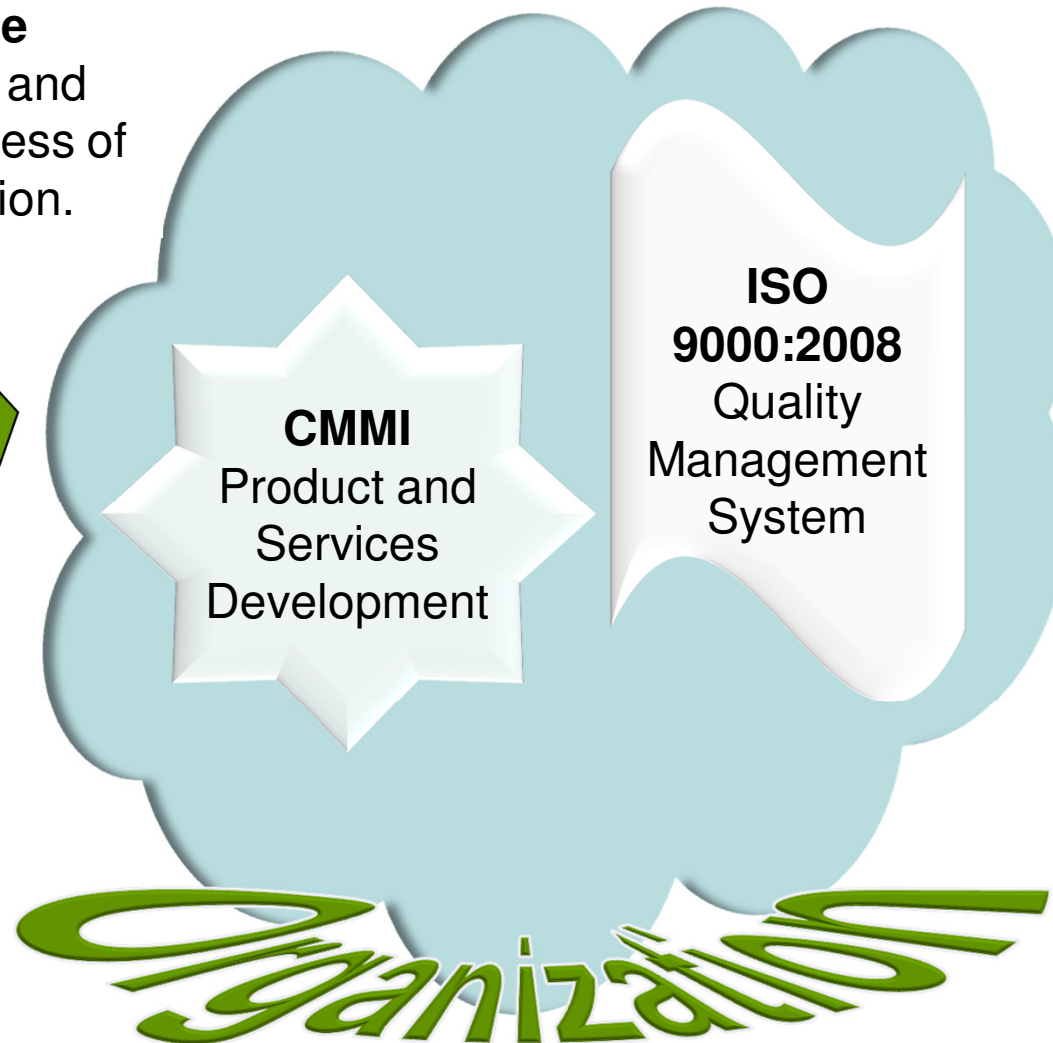 e
and
ess of
ion.
ISO
9000:2008
Quality
Management
System
CMMI
Product and
Services
Development
Organization